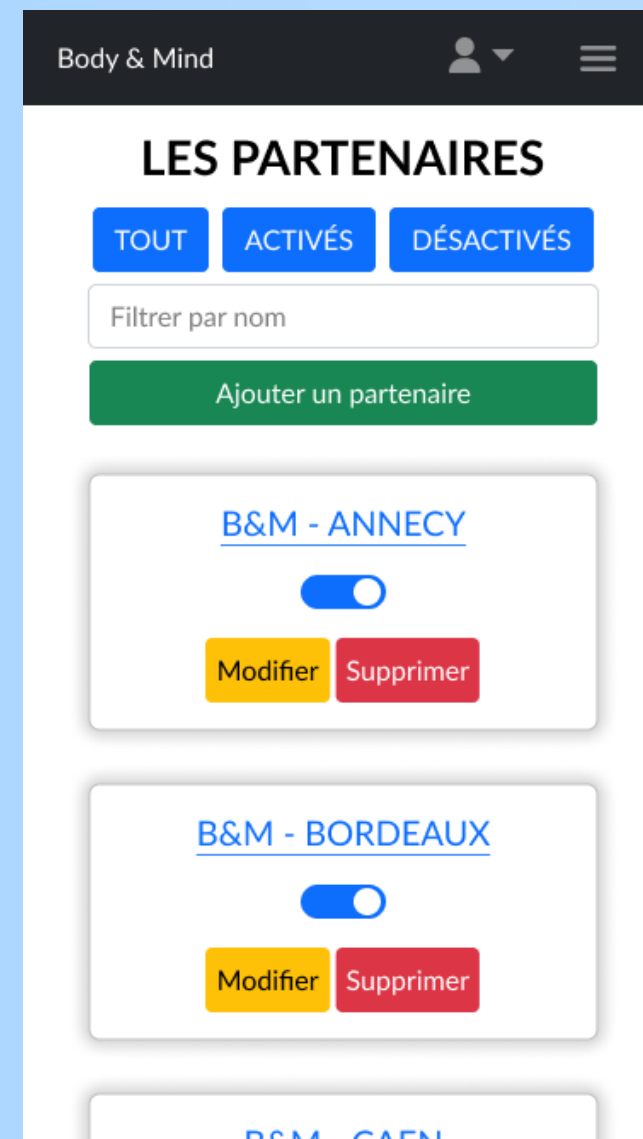 Body & Mind
LES PARTENAIRES
TOUT ACTIVÉS DÉSACTIVÉS
Filtrer par nom
Ajouter un partenaire
B&M - ANNECY
Modifier Supprimer
B&M - BORDEAUX
Modifier Supprimer
B&M - CAEN